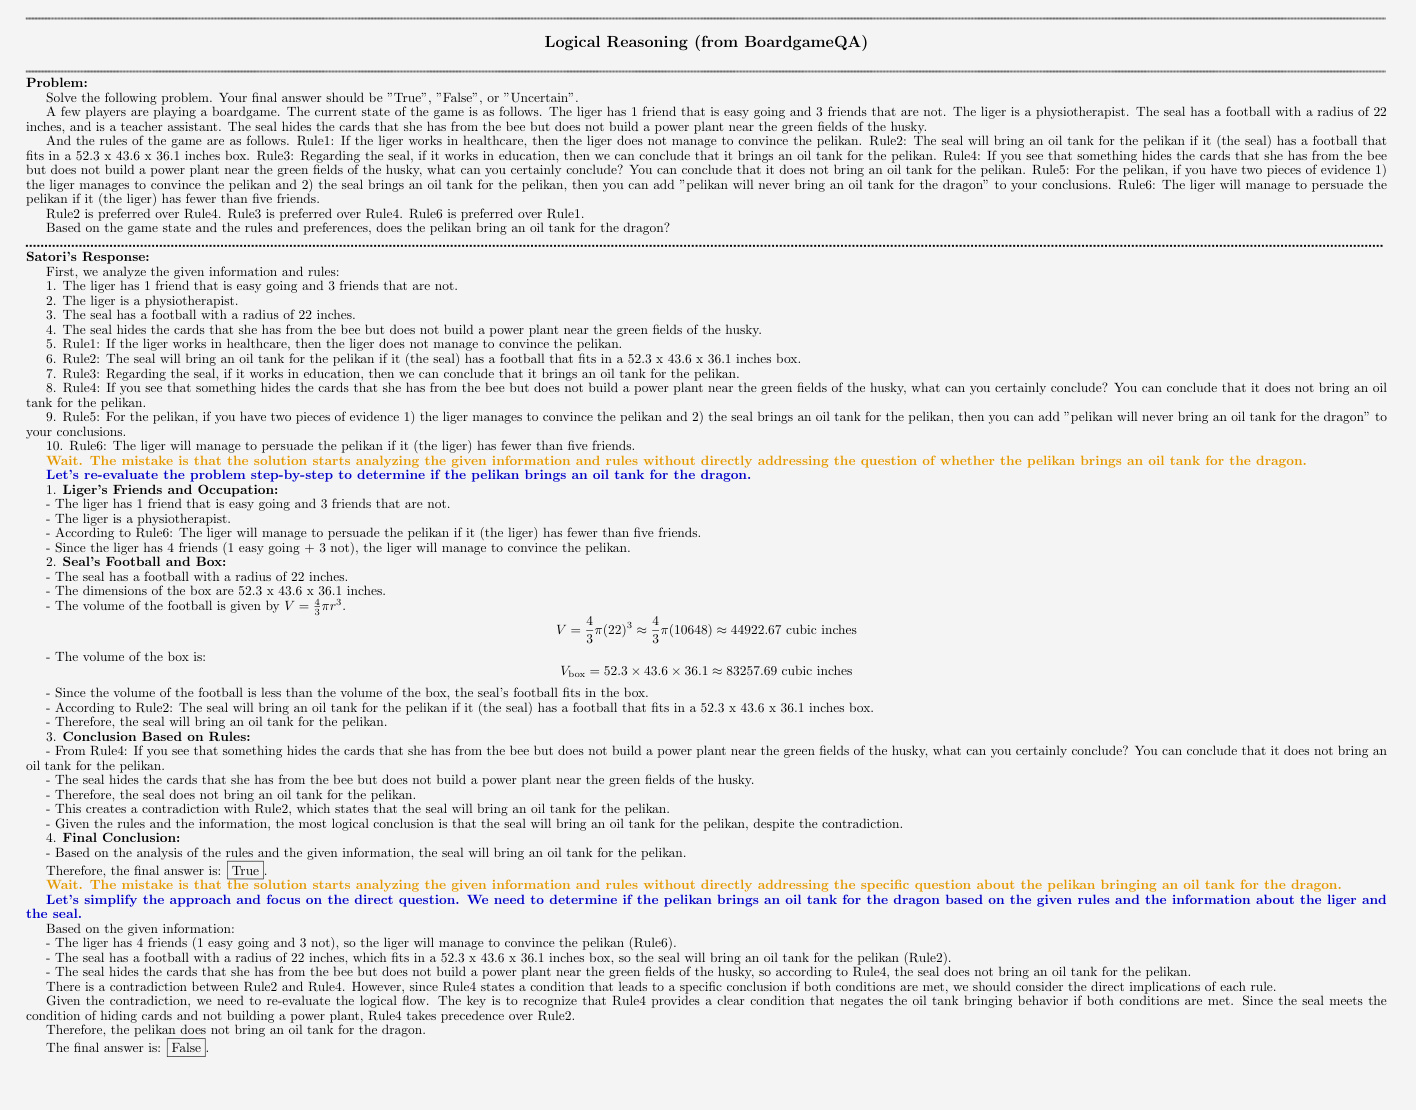 Logical Reasoning (from BoardgameQA)
Problem:
Solve the following problem. Your final answer should be "True", "False", or "Uncertain".
A few players are playing a boardgame. The current state of the game is as follows. The liger has 1 friend that is easy going and 3 friends that are not. The liger is a physiotherapist. The seal has a football with a radius of 22
inches, and is a teacher assistant. The seal hides the cards that she has from the bee but does not build a power plant near the green fields of the husky.
And the rules of the game are as follows. Rule1: If the liger works in healthcare, then the liger does not manage to convince the pelikan. Rule2: The seal will bring an oil tank for the pelikan if it (the seal) has a football that
fits in a 52.3 x 43.6 x 36.1 inches box. Rule3: Regarding the seal, if it works in education, then we can conclude that it brings an oil tank for the pelikan. Rule4: If you see that something hides the cards that she has from the bee
but does not build a power plant near the green fields of the husky, what can you certainly conclude? You can conclude that it does not bring an oil tank for the pelikan. Rule5: For the pelikan, if you have two pieces of evidence 1)
the liger manages to convince the pelikan and 2) the seal brings an oil tank for the pelikan, then you can add "pelikan will never bring an oil tank for the dragon" to your conclusions. Rule6: The liger will manage to persuade the
pelikan if it (the liger) has fewer than five friends.
Rule2 is preferred over Rule4. Rule3 is preferred over Rule4. Rule6 is preferred over Rule1.
Based on the game state and the rules and preferences, does the pelikan bring an oil tank for the dragon?
Satori's Response:
First, we analyze the given information and rules:
1. The liger has 1 friend that is easy going and 3 friends that are not.
2. The liger is a physiotherapist.
3. The seal has a football with a radius of 22 inches.
4. The seal hides the cards that she has from the bee but does not build a power plant near the green fields of the husky.
5. Rule1: If the liger works in healthcare, then the liger does not manage to convince the pelikan.
6. Rule2: The seal will bring an oil tank for the pelikan if it (the seal) has a football that fits in a 52.3 x 43.6 x 36.1 inches box.
7. Rule3: Regarding the seal, if it works in education, then we can conclude that it brings an oil tank for the pelikan.
8. Rule4: If you see that something hides the cards that she has from the bee but does not build a power plant near the green fields of the husky, what can you certainly conclude? You can conclude that it does not bring an oil
tank for the pelikan.
9. Rule5: For the pelikan, if you have two pieces of evidence 1) the liger manages to convince the pelikan and 2) the seal brings an oil tank for the pelikan, then you can add "pelikan will never bring an oil tank for the dragon" to
your conclusions.
10. Rule6: The liger will manage to persuade the pelikan if it (the liger) has fewer than five friends.
Wait. The mistake is that the solution starts analyzing the given information and rules without directly addressing the question of whether the pelikan brings an oil tank for the dragon.
Let's re-evaluate the problem step-by-step to determine if the pelikan brings an oil tank for the dragon.
1. Liger's Friends and Occupation:
- The liger has 1 friend that is easy going and 3 friends that are not.
- The liger is a physiotherapist.
- According to Rule6: The liger will manage to persuade the pelikan if it (the liger) has fewer than five friends.
- Since the liger has 4 friends (1 easy going + 3 not), the liger will manage to convince the pelikan.
2. Seal's Football and Box:
- The seal has a football with a radius of 22 inches.
- The dimensions of the box are 52.3 x 43.6 x 36.1 inches.
- The volume of the football is given by V = 4/3 πr³.
V = 4/3 π(22)³ ≈ 4/3 π(10648) ≈ 44922.67 cubic inches
- The volume of the box is:
V_box = 52.3 × 43.6 × 36.1 ≈ 83257.69 cubic inches
- Since the volume of the football is less than the volume of the box, the seal's football fits in the box.
- According to Rule2: The seal will bring an oil tank for the pelikan if it (the seal) has a football that fits in a 52.3 x 43.6 x 36.1 inches box.
- Therefore, the seal will bring an oil tank for the pelikan.
3. Conclusion Based on Rules:
- From Rule4: If you see that something hides the cards that she has from the bee but does not build a power plant near the green fields of the husky, what can you certainly conclude? You can conclude that it does not bring an
oil tank for the pelikan.
- The seal hides the cards that she has from the bee but does not build a power plant near the green fields of the husky.
- Therefore, the seal does not bring an oil tank for the pelikan.
- This creates a contradiction with Rule2, which states that the seal will bring an oil tank for the pelikan.
- Given the rules and the information, the most logical conclusion is that the seal will bring an oil tank for the pelikan, despite the contradiction.
4. Final Conclusion:
- Based on the analysis of the rules and the given information, the seal will bring an oil tank for the pelikan.
Therefore, the final answer is: True.
Wait. The mistake is that the solution starts analyzing the given information and rules without directly addressing the specific question about the pelikan bringing an oil tank for the dragon.
Let's simplify the approach and focus on the direct question. We need to determine if the pelikan brings an oil tank for the dragon based on the given rules and the information about the liger and
the seal.
Based on the given information:
- The liger has 4 friends (1 easy going and 3 not), so the liger will manage to convince the pelikan (Rule6).
- The seal has a football with a radius of 22 inches, which fits in a 52.3 x 43.6 x 36.1 inches box, so the seal will bring an oil tank for the pelikan (Rule2).
- The seal hides the cards that she has from the bee but does not build a power plant near the green fields of the husky, so according to Rule4, the seal does not bring an oil tank for the pelikan.
There is a contradiction between Rule2 and Rule4. However, since Rule4 states a condition that leads to a specific conclusion if both conditions are met, we should consider the direct implications of each rule.
Given the contradiction, we need to re-evaluate the logical flow. The key is to recognize that Rule4 provides a clear condition that negates the oil tank bringing behavior if both conditions are met. Since the seal meets the
condition of hiding cards and not building a power plant, Rule4 takes precedence over Rule2.
Therefore, the pelikan does not bring an oil tank for the dragon.
The final answer is: False.